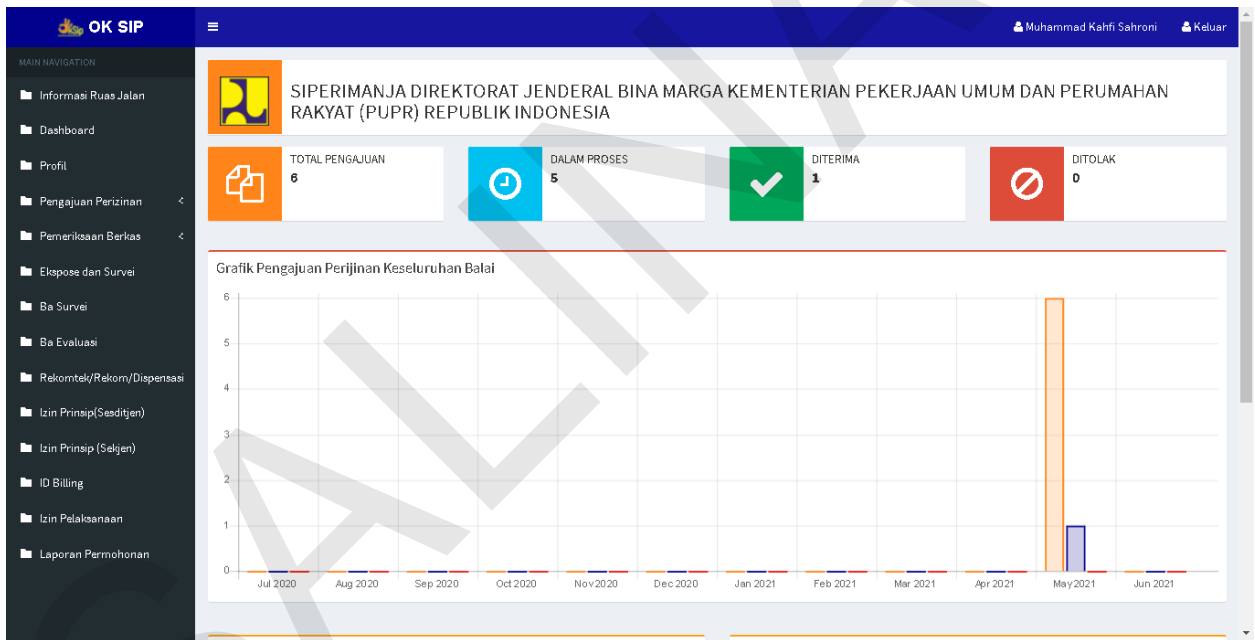 oksip OK SIP
Muhammad Kahfi Sahroni
Keluar
MAIN NAVIGATION
Informasi Ruas Jalan
Dashboard
Profil
Pengajuan Perizinan
Pemeriksaan Berkas
Ekspose dan Survei
Ba Survei
Ba Evaluasi
Rekomtek/Rekom/Dispensasi
Izin Prinsip(Sesditjen)
Izin Prinsip (Sekjen)
ID Billing
Izin Pelaksanaan
Laporan Permohonan
SIPERIMANJA DIREKTORAT JENDERAL BINA MARGA KEMENTERIAN PEKERJAAN UMUM DAN PERUMAHAN
RAKYAT (PUPR) REPUBLIK INDONESIA
TOTAL PENGAJUAN
6
DALAM PROSES
5
DITERIMA
1
DITOLAK
0
Grafik Pengajuan Perijinan Keseluruhan Balai
6
5
4
3
2
1
0
Jul 2020 Aug 2020 Sep 2020 Oct 2020 Nov 2020 Dec 2020 Jan 2021 Feb 2021 Mar 2021 Apr 2021 May 2021 Jun 2021